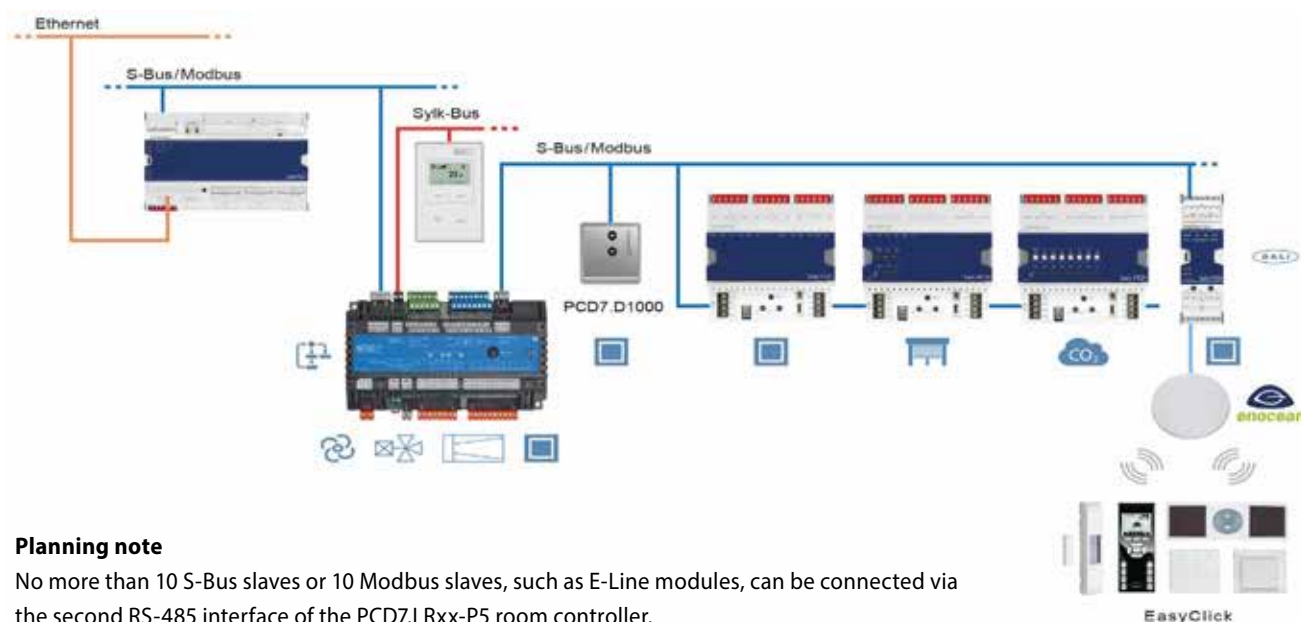 Ethernet
S-Bus/Modbus
Sylk-Bus
S-Bus/Modbus
DALI
PCD7.D1000
CO₂
enocean
Planning note
No more than 10 S-Bus slaves or 10 Modbus slaves, such as E-Line modules, can be connected via
the second RS-485 interface of the PCD7.LRxx-P5 room controller.
EasyClick